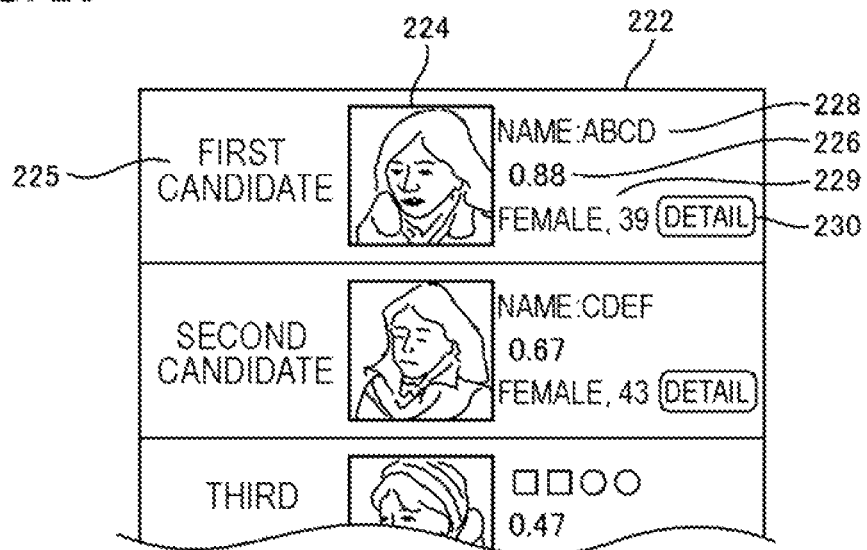 224
222
FIRST
CANDIDATE
NAME:ABCD
0.88
FEMALE, 39 DETAIL
225
228
226
229
230
SECOND
CANDIDATE
NAME:CDEF
0.67
FEMALE, 43 DETAIL
THIRD
□□○○
0.47